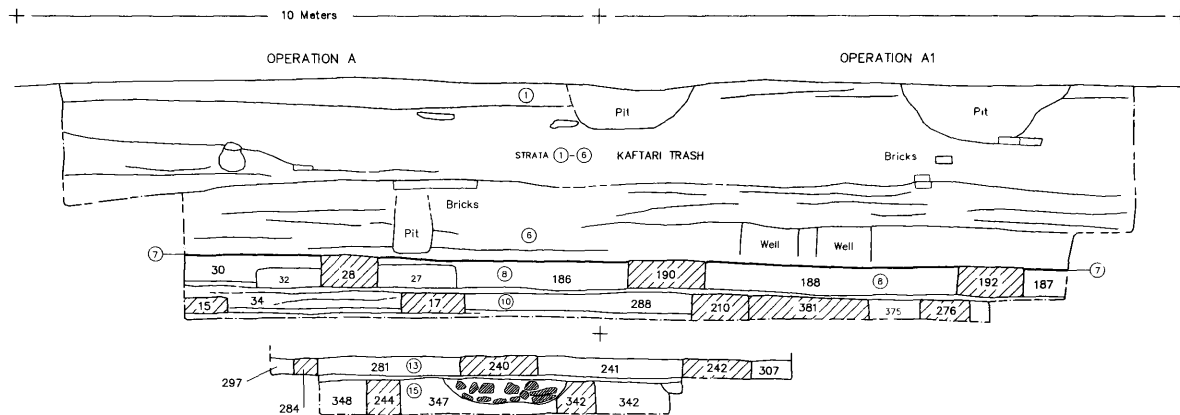 10 Meters
OPERATION A OPERATION A1
1
Pit Pit
STRATA 1 - 6 KAFTARI TRASH Bricks
Bricks
Pit 6 Well Well
7 7
30 32 28 27 8 186 190 188 8 192 187
15 34 17 10 288 210 381 375 276
281 13 240 241 242 307
297
284 348 244 15 347 342 342